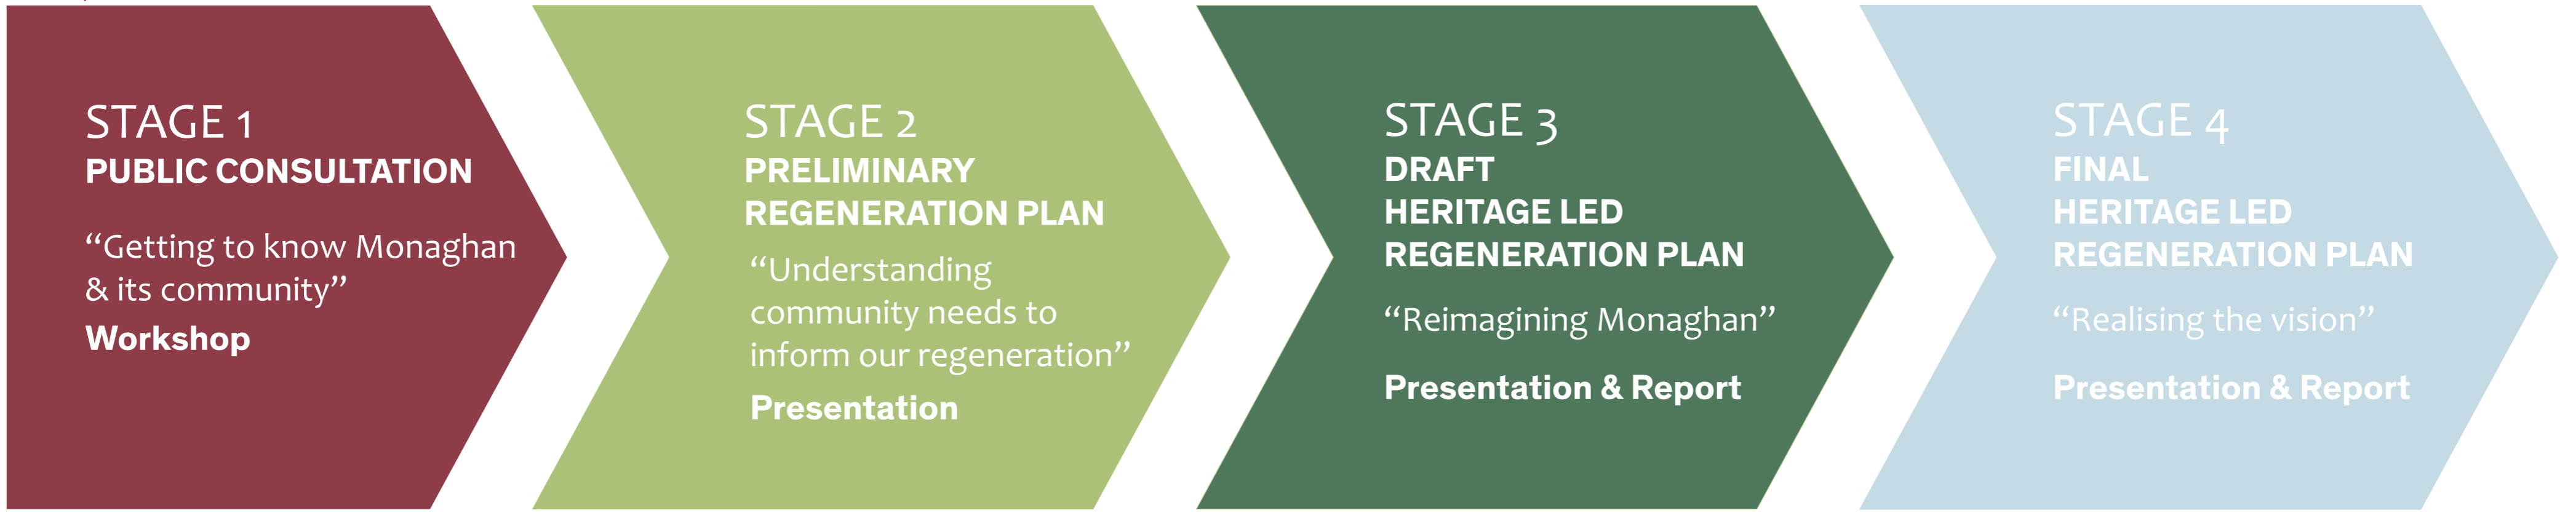 STAGE 1
PUBLIC CONSULTATION
“Getting to know Monaghan
& its community”
Workshop
STAGE 2
PRELIMINARY
REGENERATION PLAN
“Understanding
community needs to
inform our regeneration”
Presentation
STAGE 3
DRAFT
HERITAGE LED
REGENERATION PLAN
“Reimagining Monaghan”
Presentation & Report
STAGE 4
FINAL
HERITAGE LED
REGENERATION PLAN
“Realising the vision”
Presentation & Report